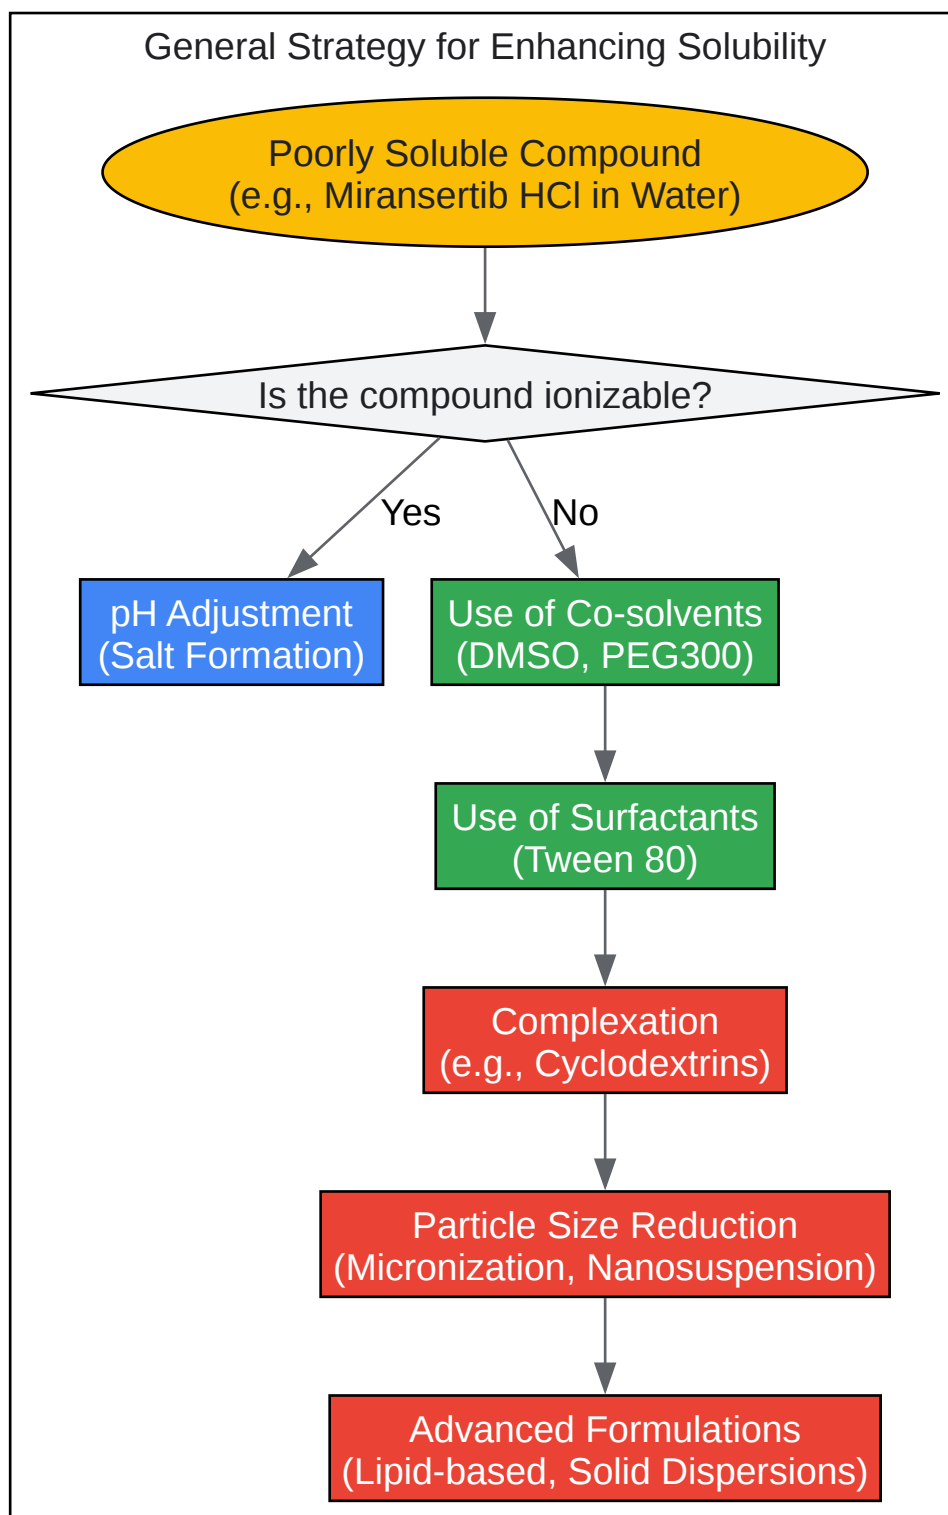 General Strategy for Enhancing Solubility
Poorly Soluble Compound
(e.g., Miransertib HCl in Water)
Is the compound ionizable?
Yes
No
pH Adjustment
(Salt Formation)
Use of Co-solvents
(DMSO, PEG300)
Use of Surfactants
(Tween 80)
Complexation
(e.g., Cyclodextrins)
Particle Size Reduction
(Micronization, Nanosuspension)
Advanced Formulations
(Lipid-based, Solid Dispersions)